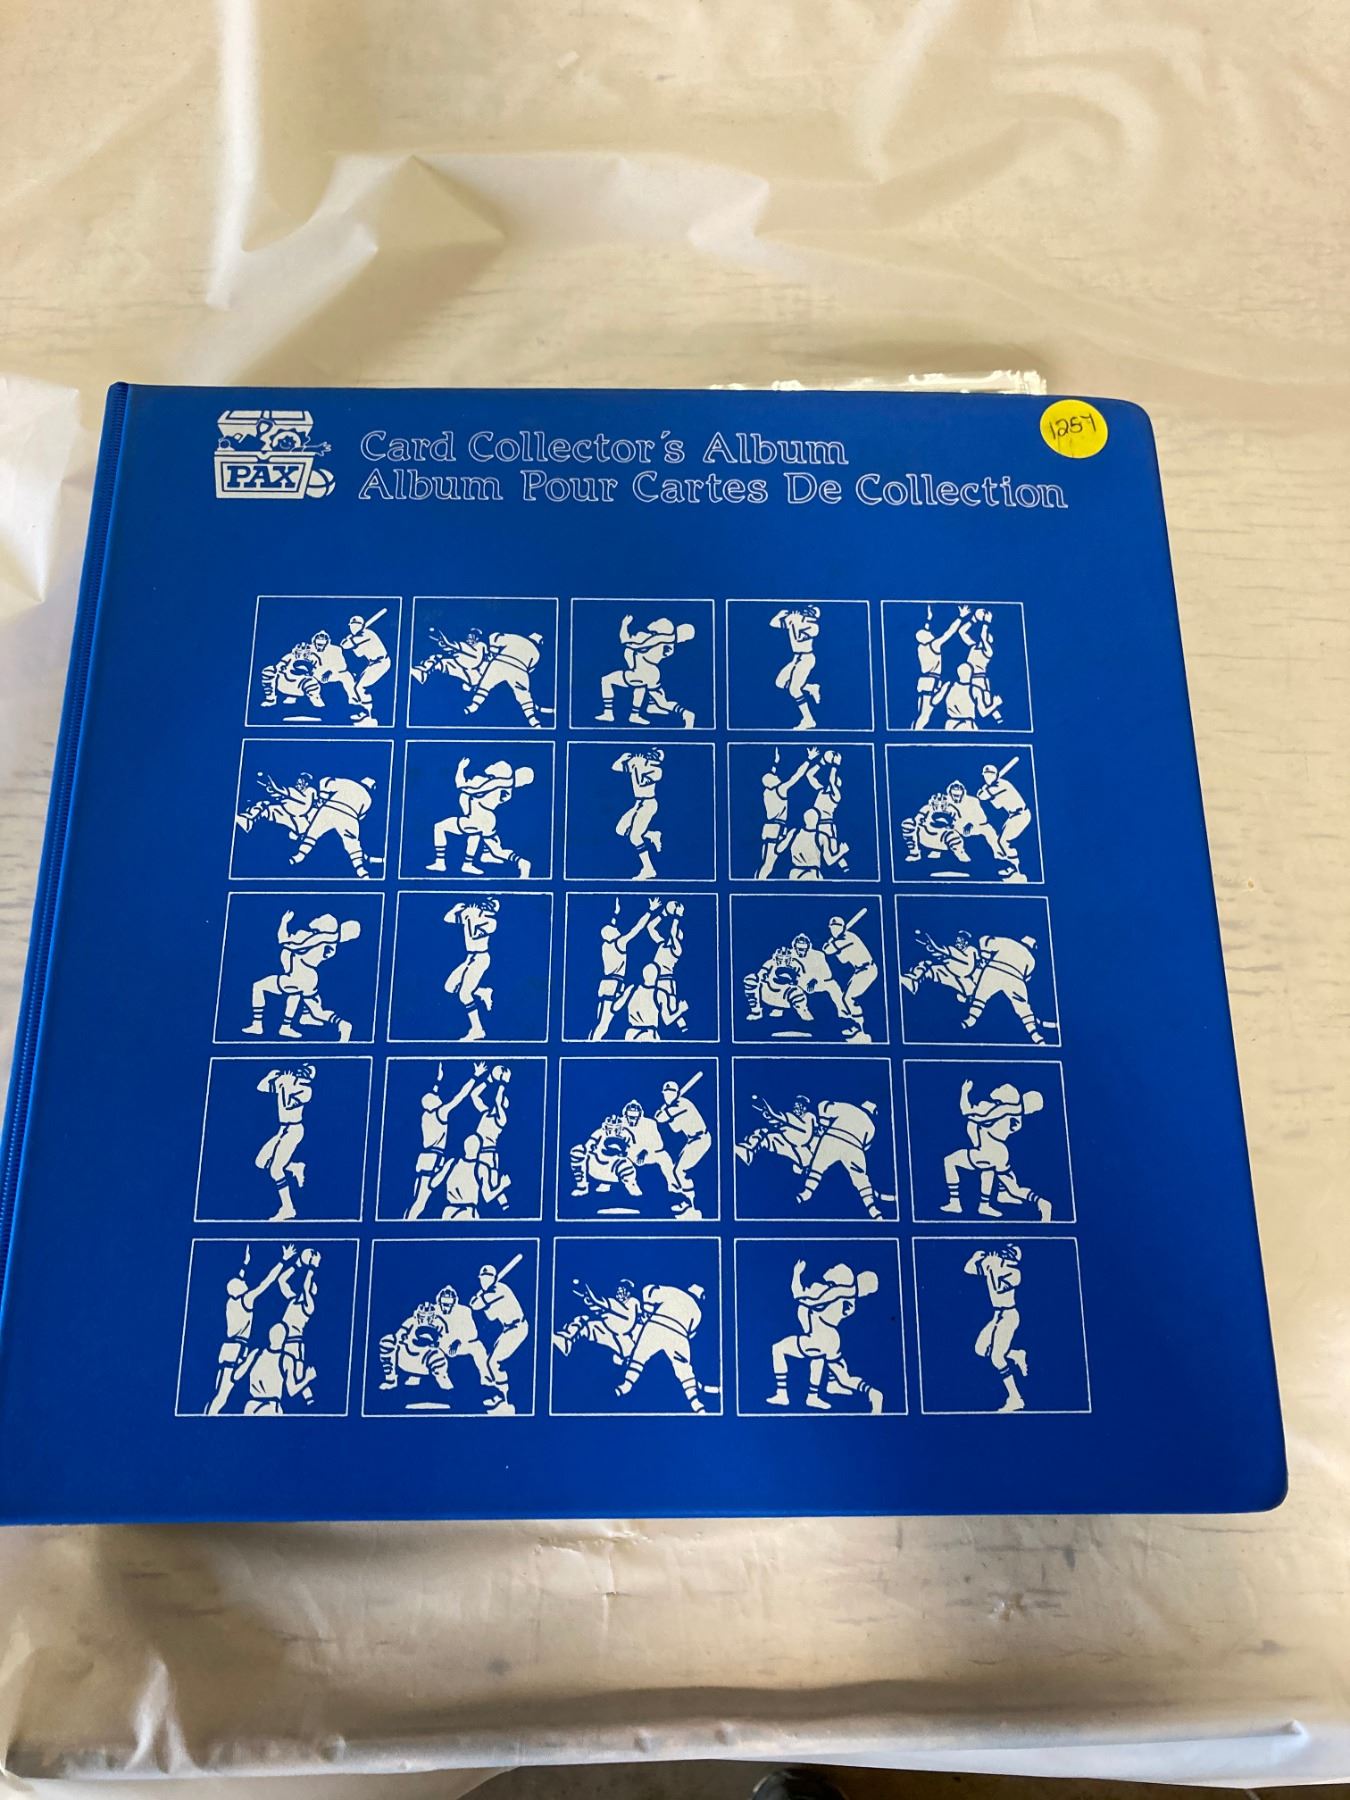 PAX
Card Collector's Album
Album Pour Cartes De Collection
1257